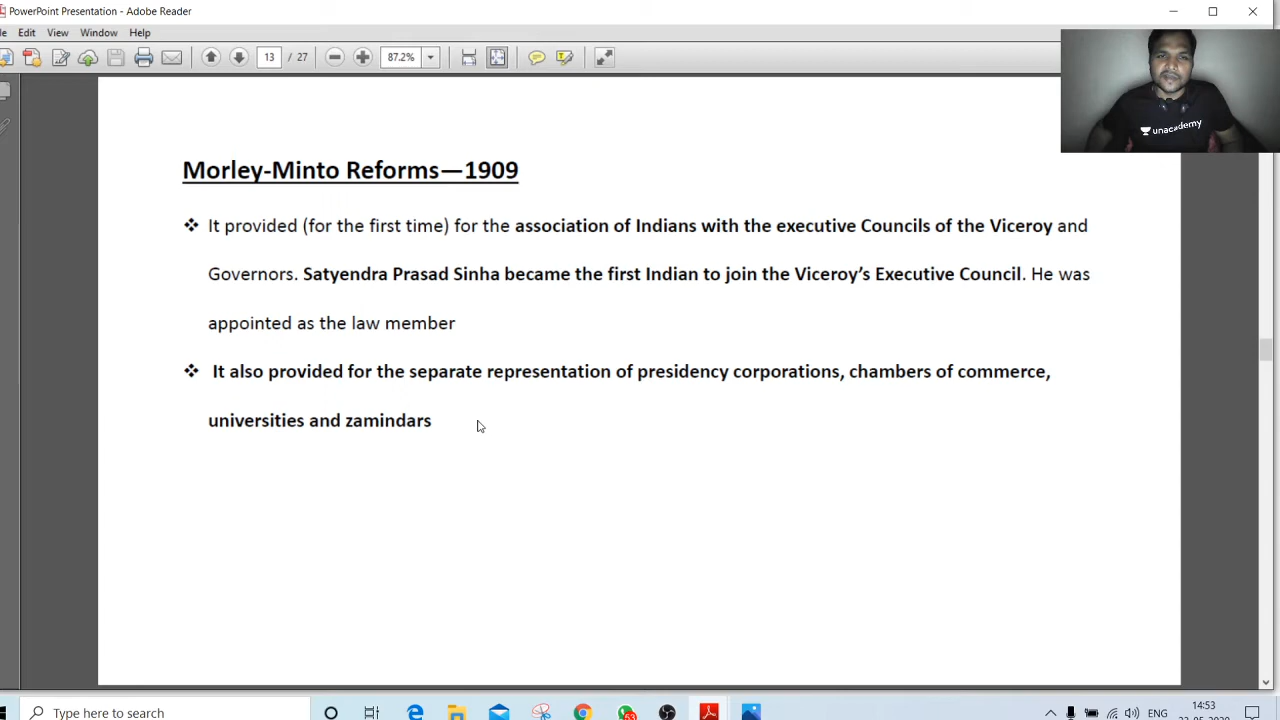 PowerPoint Presentation - Adobe Reader
Edit View Window Help
13 / 27 87.2%
unacademy
Morley-Minto Reforms—1909
❖ It provided (for the first time) for the association of Indians with the executive Councils of the Viceroy and
Governors. Satyendra Prasad Sinha became the first Indian to join the Viceroy’s Executive Council. He was
appointed as the law member
❖ It also provided for the separate representation of presidency corporations, chambers of commerce,
universities and zamindars
Type here to search
ENG
14:53